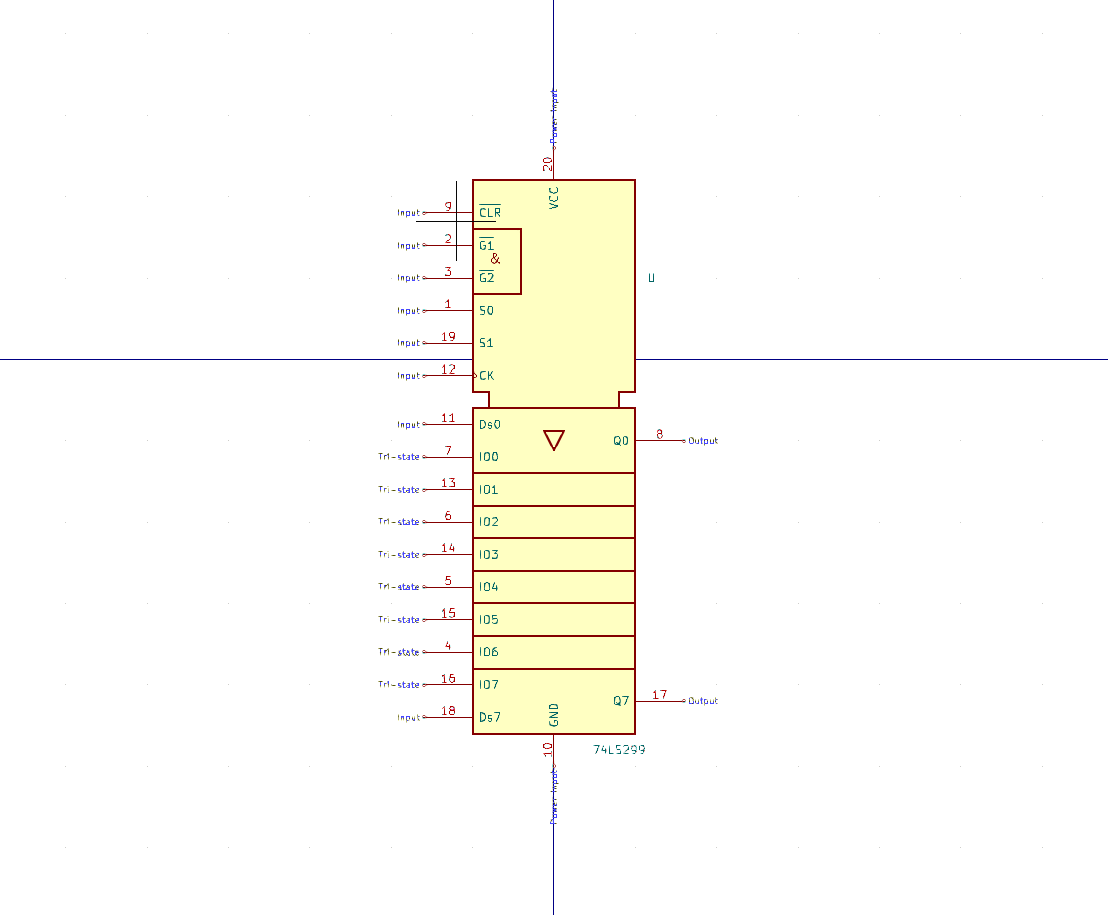 Power Input
20
VCC
Input 9 CLR
Input 2 G1
&
Input 3 G2
U
Input 1 S0
Input 19 S1
Input 12 CK
Input 11 Ds0
Q0 8 Output
Tri-state 7 IO0
Tri-state 13 IO1
Tri-state 6 IO2
Tri-state 14 IO3
Tri-state 5 IO4
Tri-state 15 IO5
Tri-state 4 IO6
Tri-state 16 IO7
Q7 17 Output
Input 18 Ds7
GND
10
74LS299
Power Input